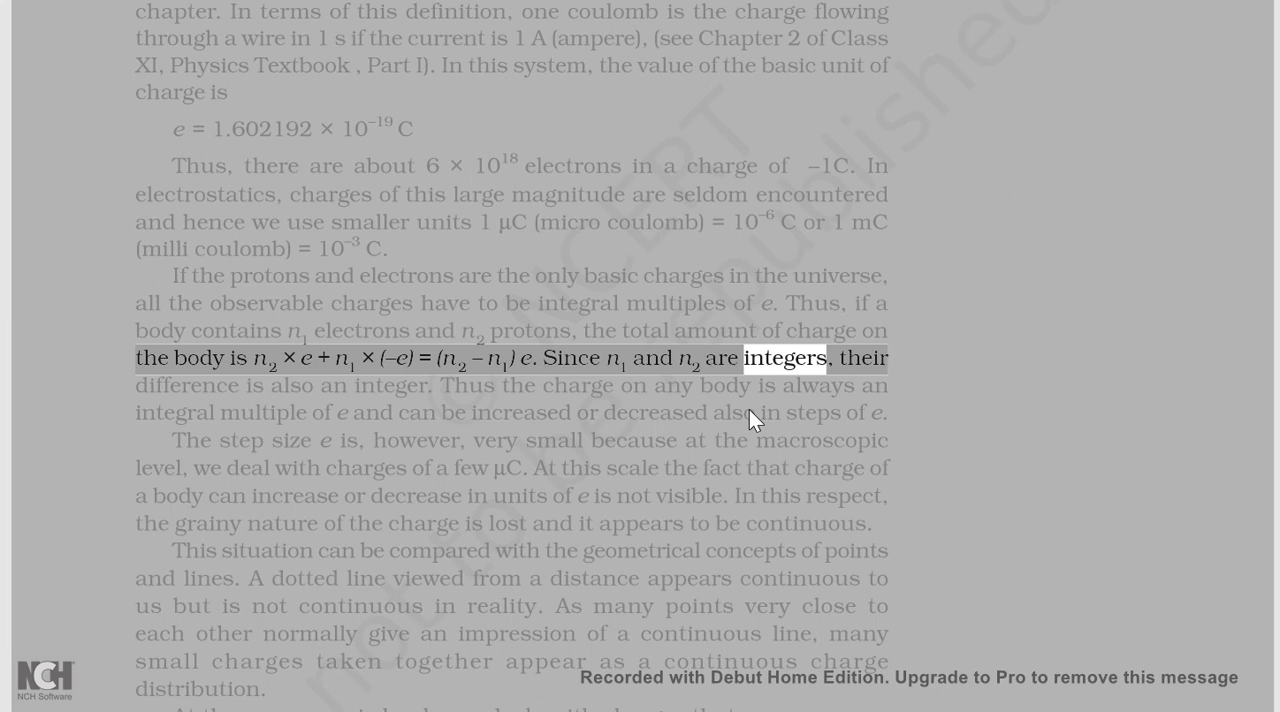 chapter. In terms of this definition, one coulomb is the charge flowing
through a wire in 1 s if the current is 1 A (ampere), (see Chapter 2 of Class
XI, Physics Textbook , Part I). In this system, the value of the basic unit of
charge is
e = 1.602192 × 10⁻¹⁹ C
Thus, there are about 6 × 10¹⁸ electrons in a charge of –1C. In
electrostatics, charges of this large magnitude are seldom encountered
and hence we use smaller units 1 μC (micro coulomb) = 10⁻⁶ C or 1 mC
(milli coulomb) = 10⁻³ C.
If the protons and electrons are the only basic charges in the universe,
all the observable charges have to be integral multiples of e. Thus, if a
body contains n₁ electrons and n₂ protons, the total amount of charge on
the body is n₂ × e + n₁ × (–e) = (n₂ – n₁) e. Since n₁ and n₂ are integers, their
difference is also an integer. Thus the charge on any body is always an
integral multiple of e and can be increased or decreased also in steps of e.
The step size e is, however, very small because at the macroscopic
level, we deal with charges of a few μC. At this scale the fact that charge of
a body can increase or decrease in units of e is not visible. In this respect,
the grainy nature of the charge is lost and it appears to be continuous.
This situation can be compared with the geometrical concepts of points
and lines. A dotted line viewed from a distance appears continuous to
us but is not continuous in reality. As many points very close to
each other normally give an impression of a continuous line, many
small charges taken together appear as a continuous charge
distribution.
© NCERT
not to be republished
NCH
NCH Software
Recorded with Debut Home Edition. Upgrade to Pro to remove this message